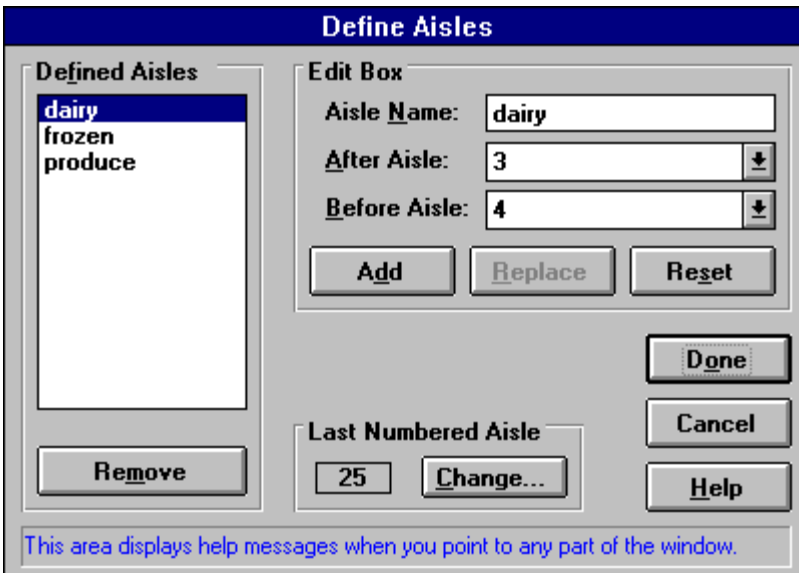 Define Aisles
Defined Aisles
dairy
frozen
produce
Remove
Edit Box
Aisle Name: dairy
After Aisle: 3
Before Aisle: 4
Add Replace Reset
Last Numbered Aisle
25 Change...
Done
Cancel
Help
This area displays help messages when you point to any part of the window.